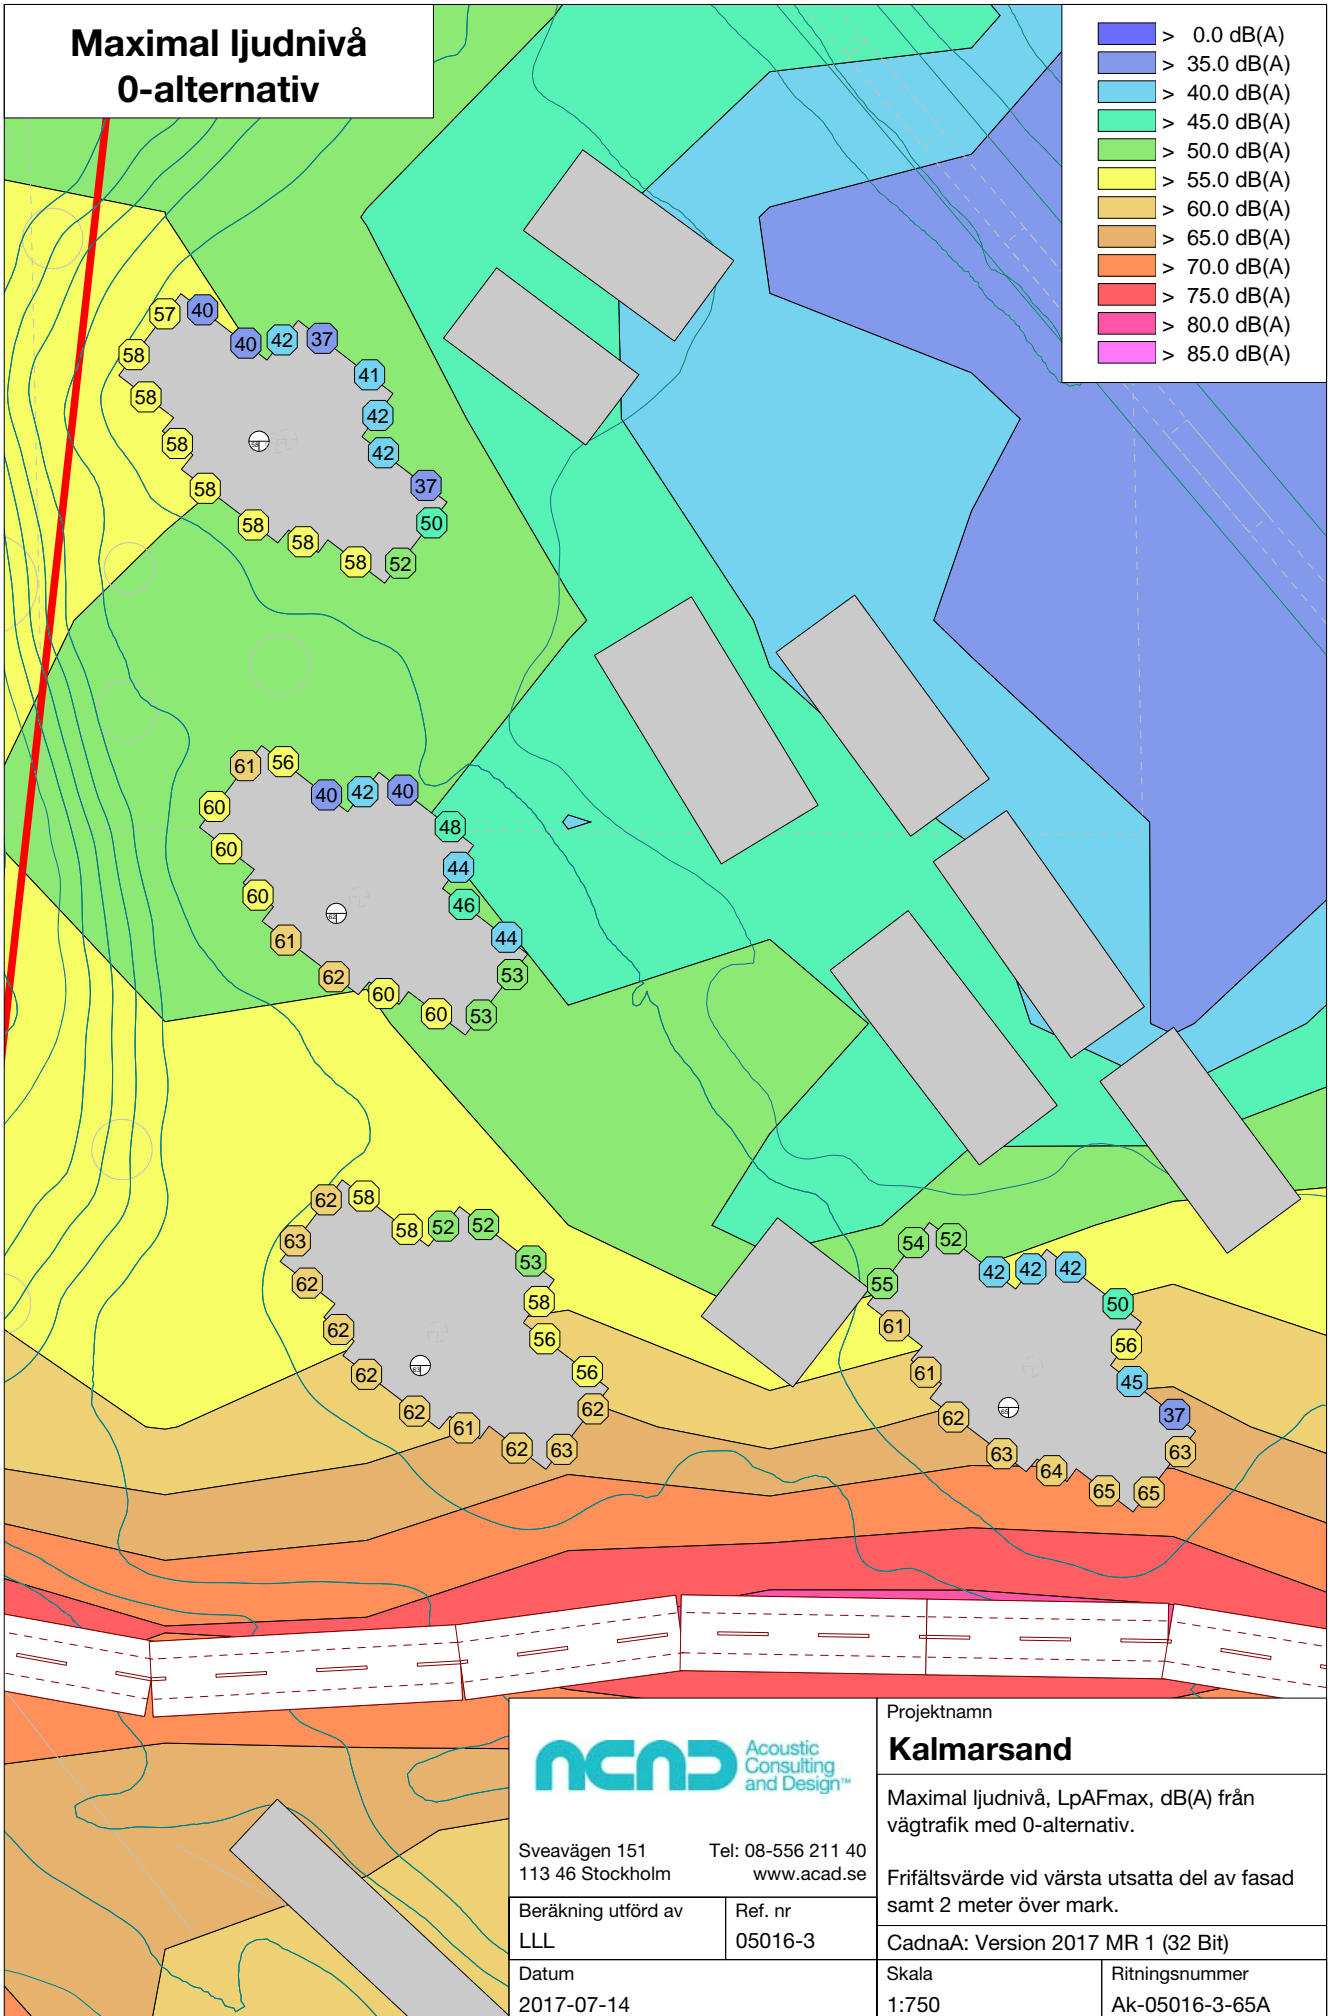 Maximal ljudnivå
0-alternativ
> 0.0 dB(A)
> 35.0 dB(A)
> 40.0 dB(A)
> 45.0 dB(A)
> 50.0 dB(A)
> 55.0 dB(A)
> 60.0 dB(A)
> 65.0 dB(A)
> 70.0 dB(A)
> 75.0 dB(A)
> 80.0 dB(A)
> 85.0 dB(A)
57 40
40 42 37
58 41
58 42
58 42
58 37
58 50
58 58 52
61 56
40 42 40
60 48
60 44
60 46
61 44
62 53
60 60 53
62 58
58 52 52
63 53
62 58
62 56
62 56
62 62
61 62 63
54 52
42 42 42
55 50
61 56
61 45
62 37
63 63
64 65 65
ACAD Acoustic
Consulting
and Design™
Sveavägen 151 Tel: 08-556 211 40
113 46 Stockholm www.acad.se
Beräkning utförd av Ref. nr
LLL 05016-3
Datum
2017-07-14
Projektnamn
Kalmarsand
Maximal ljudnivå, LpAFmax, dB(A) från
vägtrafik med 0-alternativ.
Frifältsvärde vid värsta utsatta del av fasad
samt 2 meter över mark.
CadnaA: Version 2017 MR 1 (32 Bit)
Skala Ritningsnummer
1:750 Ak-05016-3-65A